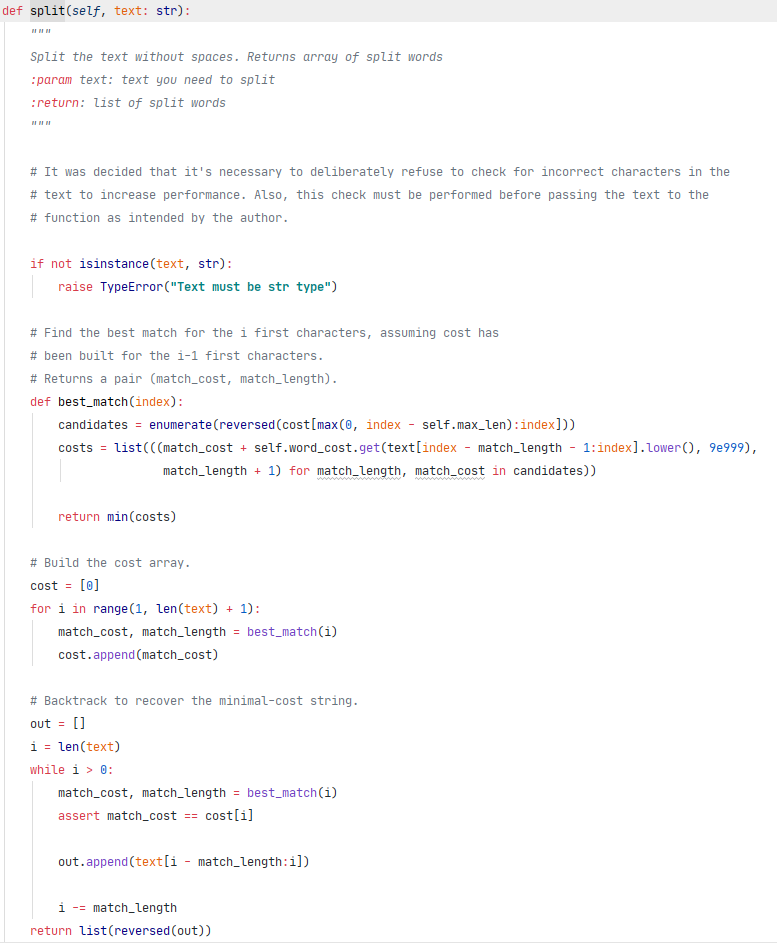 def split(self, text: str):
    """
    Split the text without spaces. Returns array of split words
    :param text: text you need to split
    :return: list of split words
    """

    # It was decided that it's necessary to deliberately refuse to check for incorrect characters in the
    # text to increase performance. Also, this check must be performed before passing the text to the
    # function as intended by the author.

    if not isinstance(text, str):
        raise TypeError("Text must be str type")

    # Find the best match for the i first characters, assuming cost has
    # been built for the i-1 first characters.
    # Returns a pair (match_cost, match_length).
    def best_match(index):
        candidates = enumerate(reversed(cost[max(0, index - self.max_len):index]))
        costs = list(((match_cost + self.word_cost.get(text[index - match_length - 1:index].lower(), 9e999),
                       match_length + 1) for match_length, match_cost in candidates))

        return min(costs)

    # Build the cost array.
    cost = [0]
    for i in range(1, len(text) + 1):
        match_cost, match_length = best_match(i)
        cost.append(match_cost)

    # Backtrack to recover the minimal-cost string.
    out = []
    i = len(text)
    while i > 0:
        match_cost, match_length = best_match(i)
        assert match_cost == cost[i]

        out.append(text[i - match_length:i])

        i -= match_length
    return list(reversed(out))